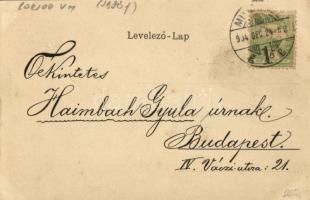 Levelező-Lap
Tekintetes
Haimbach Gyula úrnak.
Budapest.
IV. Váczi-utcza: 21.